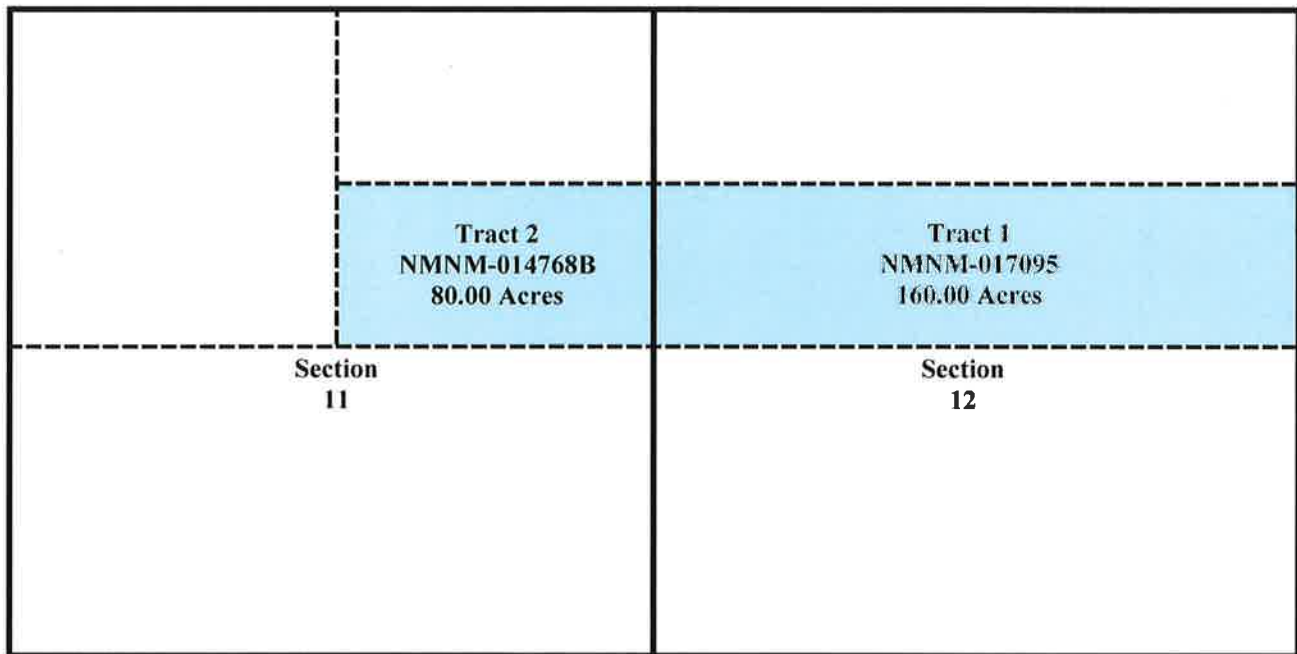 Tract 2
NMNM-014768B
80.00 Acres
Tract 1
NMNM-017095
160.00 Acres
Section
11
Section
12